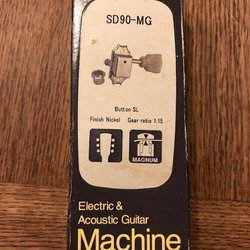 SD90-MG
Button SL
Finish Nickel Gear ratio 1:15
MAGNUM
Electric &
Acoustic Guitar
Machine